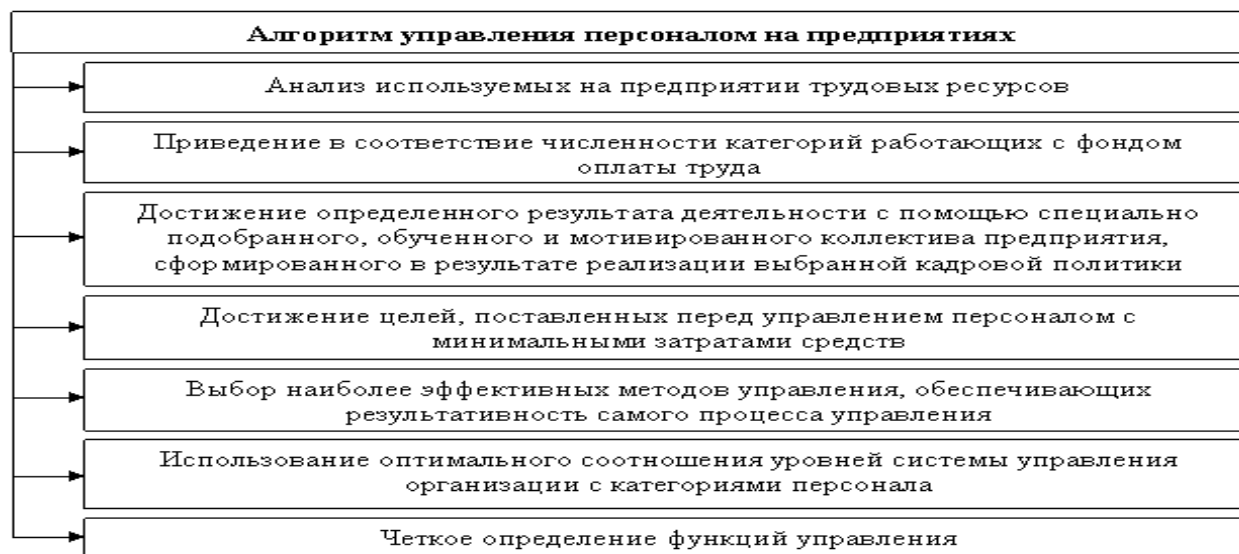 Алгоритм управления персоналом на предприятиях
Анализ используемых на предприятии трудовых ресурсов
Приведение в соответствие численности категорий работающих с фондом
оплаты труда
Достижение определенного результата деятельности с помощью специально
подобранного, обученного и мотивированного коллектива предприятия,
сформированного в результате реализации выбранной кадровой политики
Достижение целей, поставленных перед управлением персоналом с
минимальными затратами средств
Выбор наиболее эффективных методов управления, обеспечивающих
результативность самого процесса управления
Использование оптимального соотношения уровней системы управления
организации с категориями персонала
Четкое определение функций управления